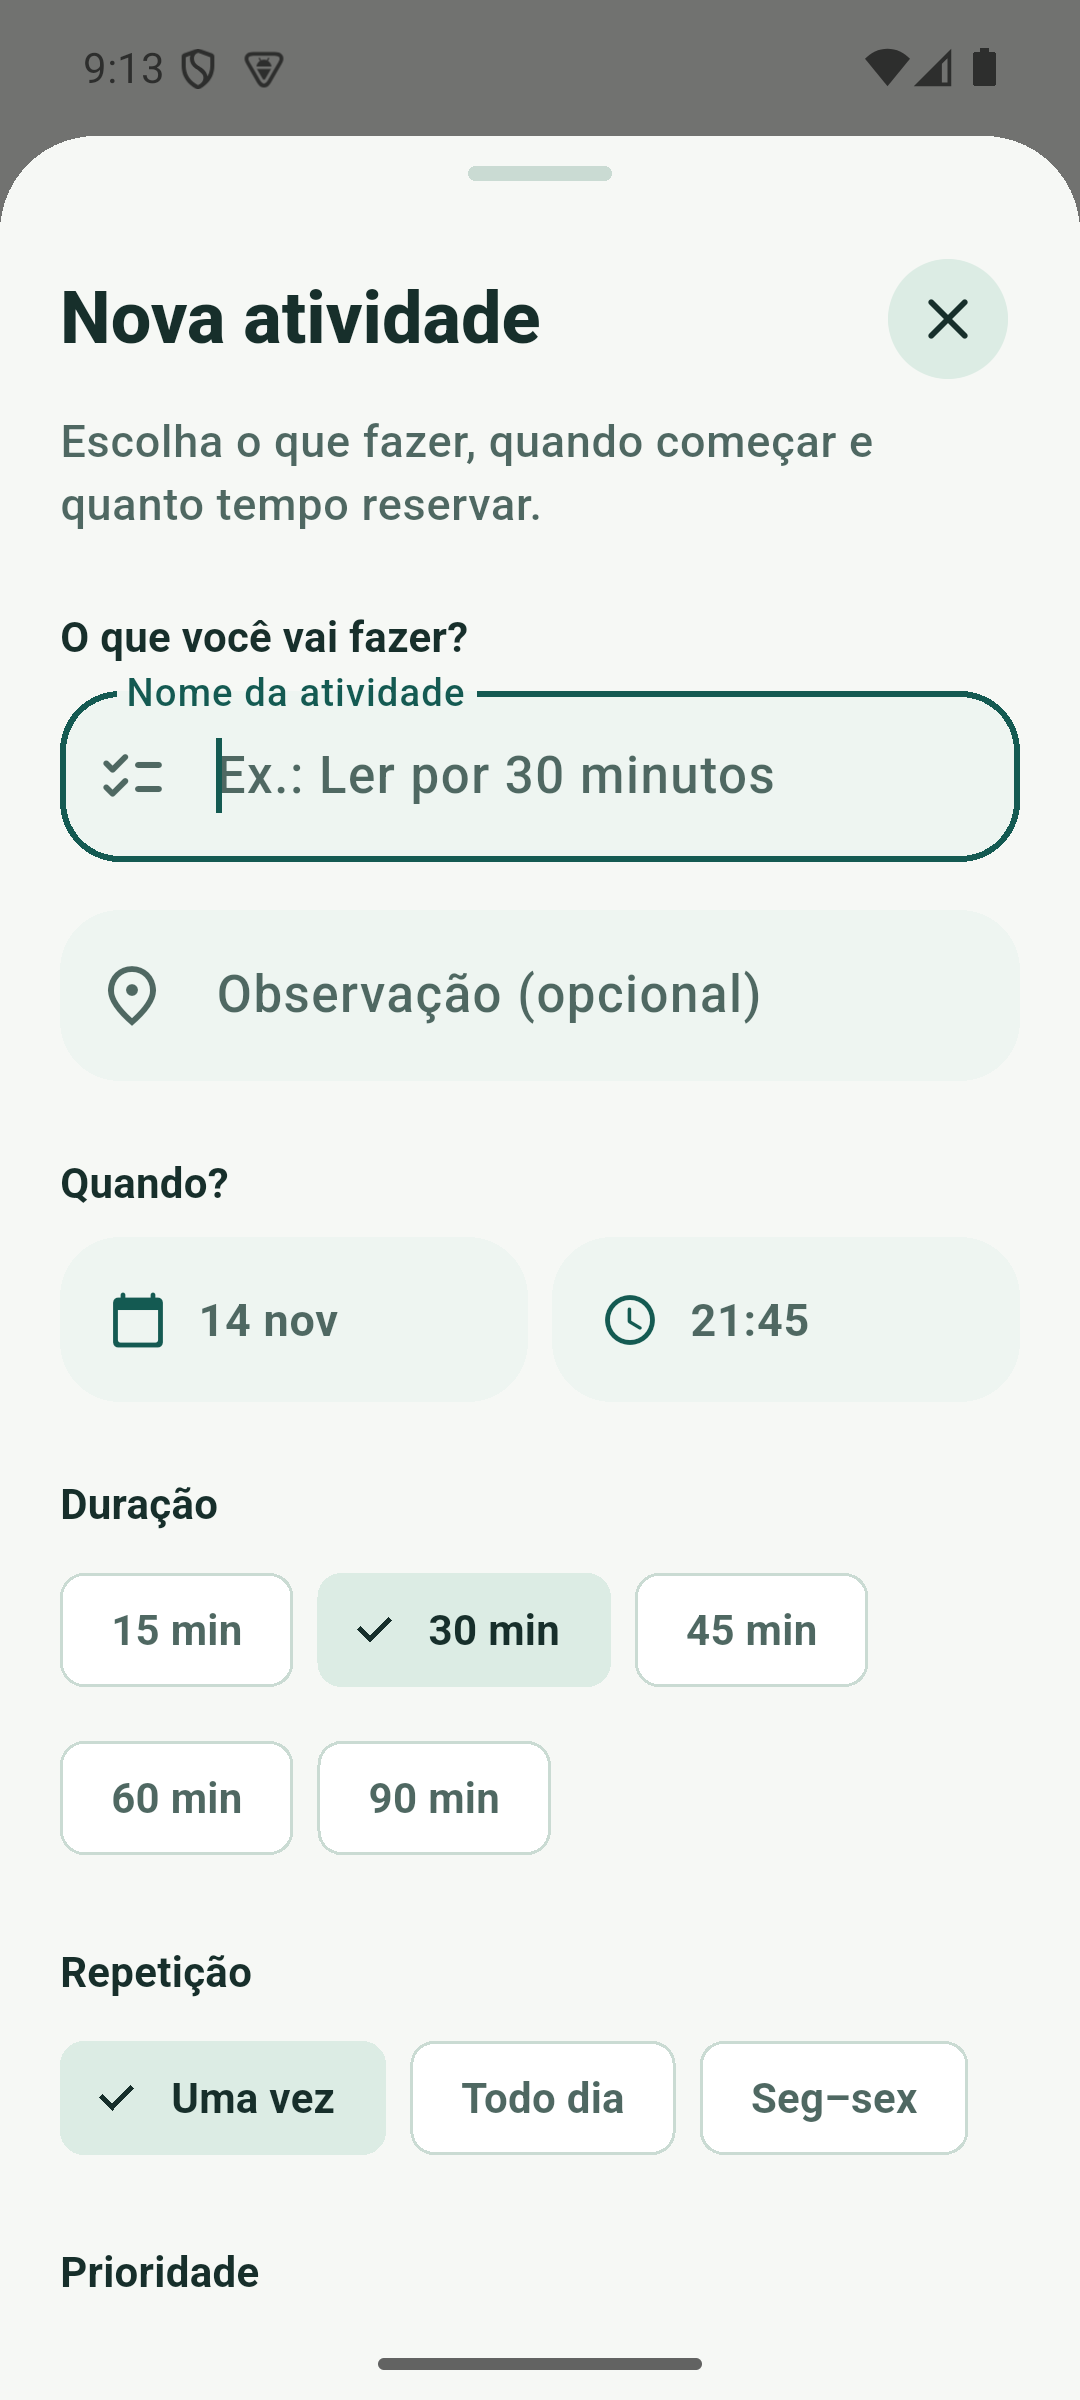 9:13
Nova atividade
Escolha o que fazer, quando começar e
quanto tempo reservar.
O que você vai fazer?
Nome da atividade
Ex.: Ler por 30 minutos
Observação (opcional)
Quando?
14 nov
21:45
Duração
15 min
30 min
45 min
60 min
90 min
Repetição
Uma vez
Todo dia
Seg–sex
Prioridade